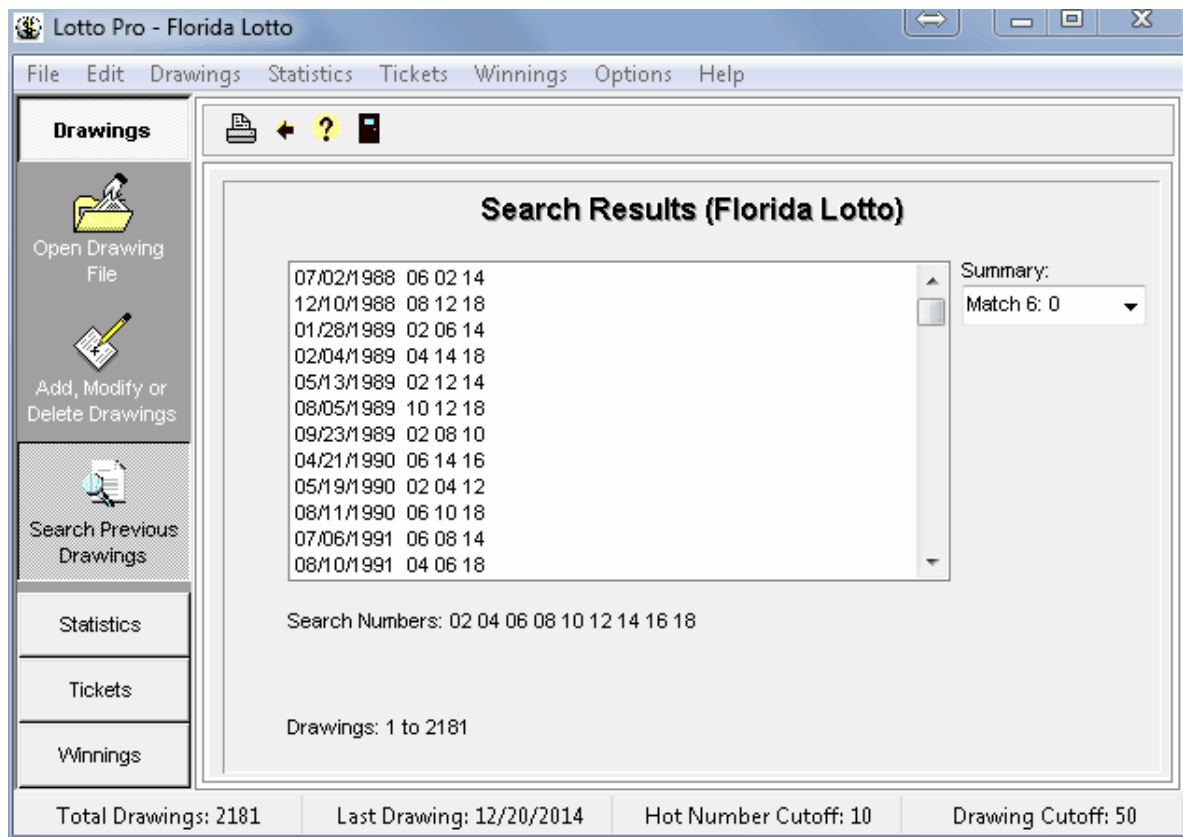 Lotto Pro - Florida Lotto
File Edit Drawings Statistics Tickets Winnings Options Help
Drawings
Open Drawing
File
Add, Modify or
Delete Drawings
Search Previous
Drawings
Statistics
Tickets
Winnings
Search Results (Florida Lotto)
07/02/1988 06 02 14
12/10/1988 08 12 18
01/28/1989 02 06 14
02/04/1989 04 14 18
05/13/1989 02 12 14
08/05/1989 10 12 18
09/23/1989 02 08 10
04/21/1990 06 14 16
05/19/1990 02 04 12
08/11/1990 06 10 18
07/06/1991 06 08 14
08/10/1991 04 06 18
Summary:
Match 6: 0
Search Numbers: 02 04 06 08 10 12 14 16 18
Drawings: 1 to 2181
Total Drawings: 2181
Last Drawing: 12/20/2014
Hot Number Cutoff: 10
Drawing Cutoff: 50